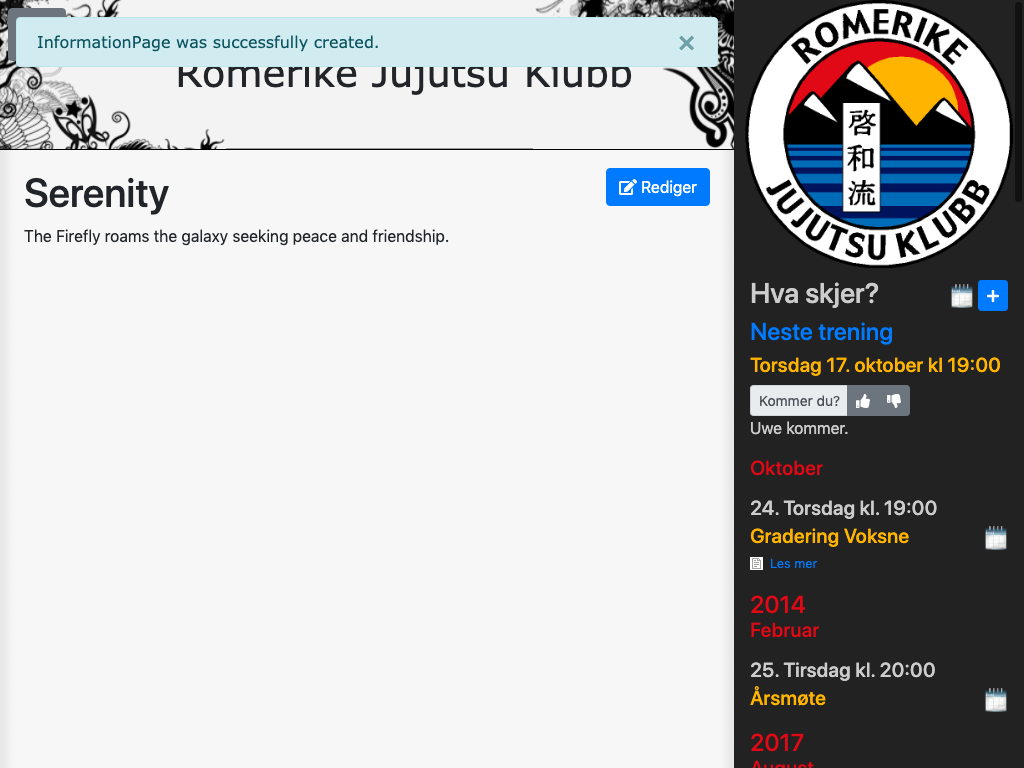 InformationPage was successfully created.
×
Romerike Jujutsu Klubb
Serenity
Rediger
The Firefly roams the galaxy seeking peace and friendship.
ROMERIKE
啓和流
JUJUTSU KLUBB
Hva skjer?
+
Neste trening
Torsdag 17. oktober kl 19:00
Kommer du?
Uwe kommer.
Oktober
24. Torsdag kl. 19:00
Gradering Voksne
Les mer
2014
Februar
25. Tirsdag kl. 20:00
Årsmøte
2017
August